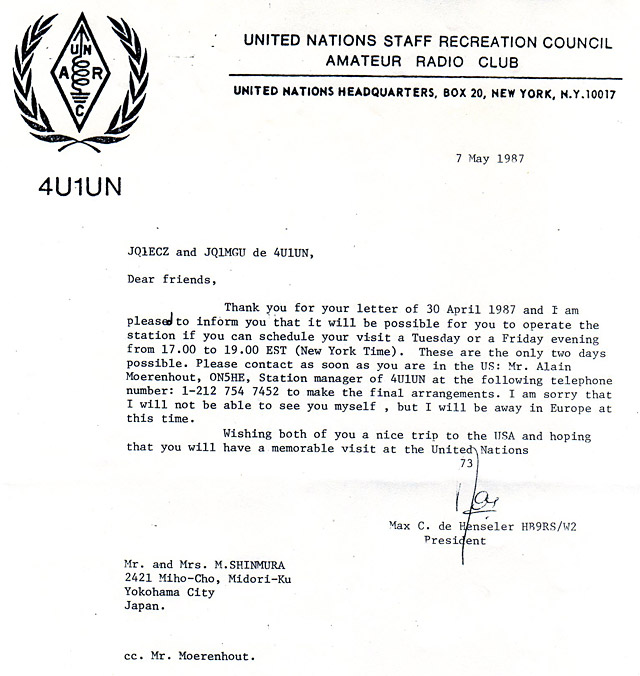 U
N
A R
C
4U1UN
UNITED NATIONS STAFF RECREATION COUNCIL
AMATEUR RADIO CLUB
UNITED NATIONS HEADQUARTERS, BOX 20, NEW YORK, N.Y.10017
7 May 1987
JQ1ECZ and JQ1MGU de 4U1UN,
Dear friends,
Thank you for your letter of 30 April 1987 and I am
pleased to inform you that it will be possible for you to operate the
station if you can schedule your visit a Tuesday or a Friday evening
from 17.00 to 19.00 EST (New York Time). These are the only two days
possible. Please contact as soon as you are in the US: Mr. Alain
Moerenhout, ON5HE, Station manager of 4U1UN at the following telephone
number: 1-212 754 7452 to make the final arrangements. I am sorry that
I will not be able to see you myself , but I will be away in Europe at
this time.
Wishing both of you a nice trip to the USA and hoping
that you will have a memorable visit at the United Nations
73
Max C. de Henseler HB9RS/W2
President
Mr. and Mrs. M.SHINMURA
2421 Miho-Cho, Midori-Ku
Yokohama City
Japan.
cc. Mr. Moerenhout.